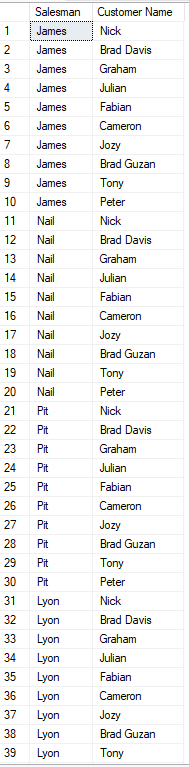 Salesman Customer Name
1 James Nick
2 James Brad Davis
3 James Graham
4 James Julian
5 James Fabian
6 James Cameron
7 James Jozy
8 James Brad Guzan
9 James Tony
10 James Peter
11 Nail Nick
12 Nail Brad Davis
13 Nail Graham
14 Nail Julian
15 Nail Fabian
16 Nail Cameron
17 Nail Jozy
18 Nail Brad Guzan
19 Nail Tony
20 Nail Peter
21 Pit Nick
22 Pit Brad Davis
23 Pit Graham
24 Pit Julian
25 Pit Fabian
26 Pit Cameron
27 Pit Jozy
28 Pit Brad Guzan
29 Pit Tony
30 Pit Peter
31 Lyon Nick
32 Lyon Brad Davis
33 Lyon Graham
34 Lyon Julian
35 Lyon Fabian
36 Lyon Cameron
37 Lyon Jozy
38 Lyon Brad Guzan
39 Lyon Tony